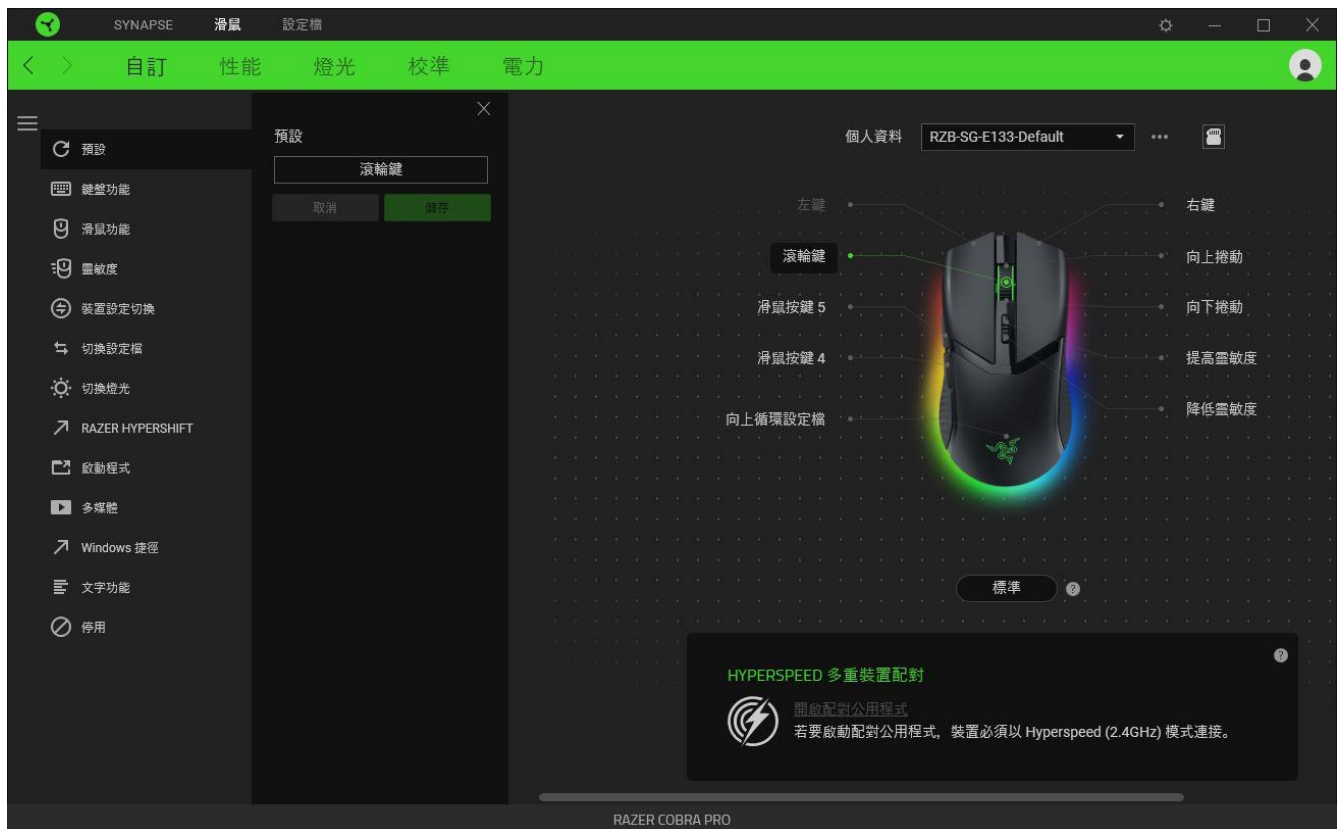 SYNAPSE 滑鼠 設定檔
自訂 性能 燈光 校準 電力
預設
鍵盤功能
滑鼠功能
靈敏度
裝置設定切換
切換設定檔
切換燈光
RAZER HYPERSHIFT
啟動程式
多媒體
Windows 捷徑
文字功能
停用
預設
滾輪鍵
取消 儲存
個人資料 RZB-SG-E133-Default
左鍵
滾輪鍵
滑鼠按鍵 5
滑鼠按鍵 4
向上循環設定檔
右鍵
向上捲動
向下捲動
提高靈敏度
降低靈敏度
標準 ?
HYPERSPEED 多重裝置配對 ?
開啟配對公用程式
若要啟動配對公用程式，裝置必須以 Hyperspeed (2.4GHz) 模式連接。
RAZER COBRA PRO